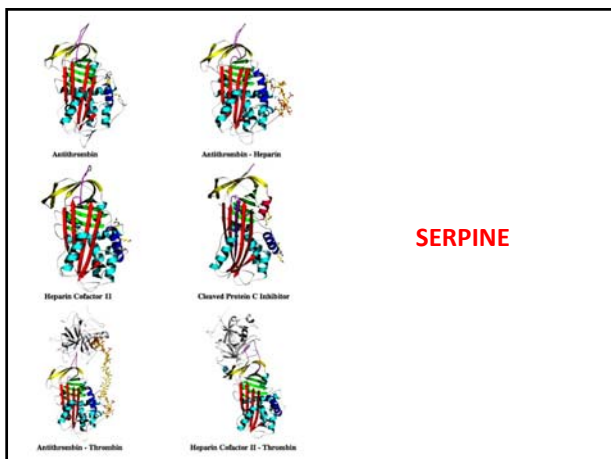 Antithrombin
Antithrombin - Heparin
SERPINE
Heparin Cofactor II
Cleaved Protein C Inhibitor
Antithrombin - Thrombin
Heparin Cofactor II - Thrombin